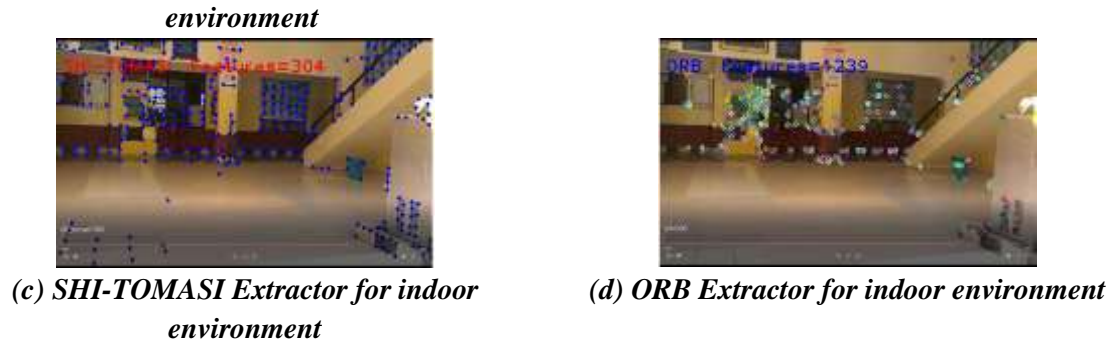 environment
SHI-TOMASI Features=304
ORB Features=1239
(c) SHI-TOMASI Extractor for indoor
environment
(d) ORB Extractor for indoor environment